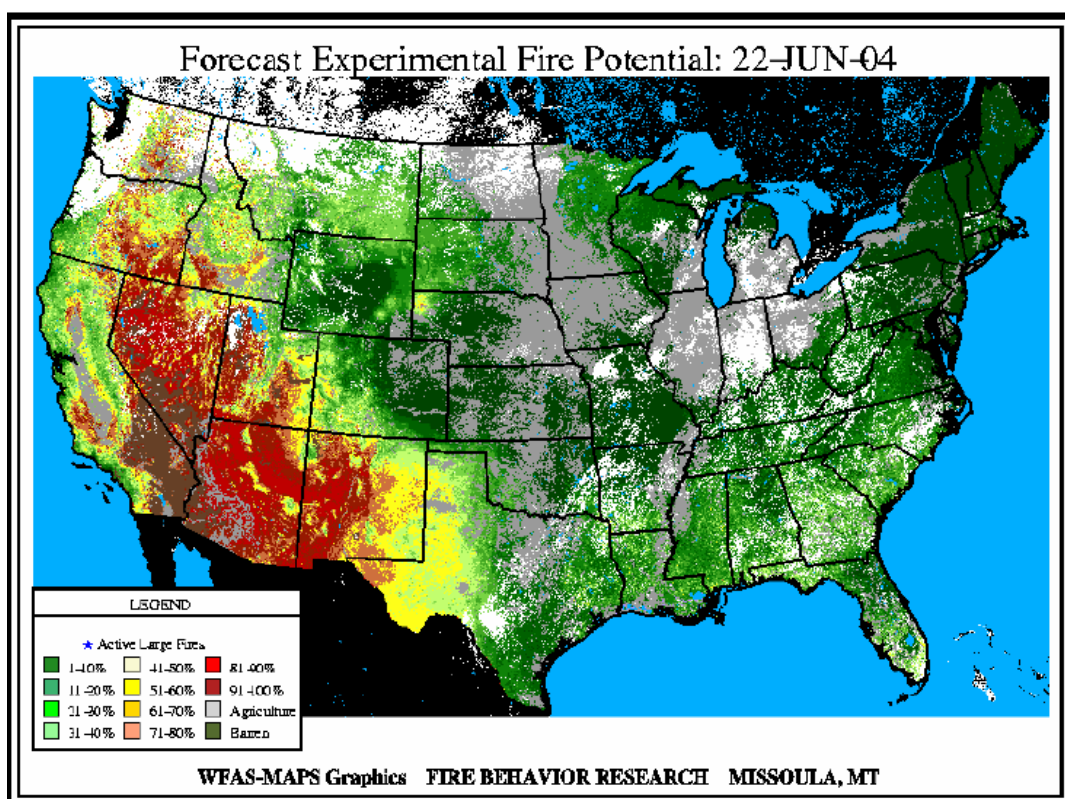 Forecast Experimental Fire Potential: 22-JUN-04
LEGEND
★ Active Large Fires
1-10% 41-50% 81-90%
11-20% 51-60% 91-100%
21-30% 61-70% Agriculture
31-40% 71-80% Barren
WFAS-MAPS Graphics FIRE BEHAVIOR RESEARCH MISSOULA, MT